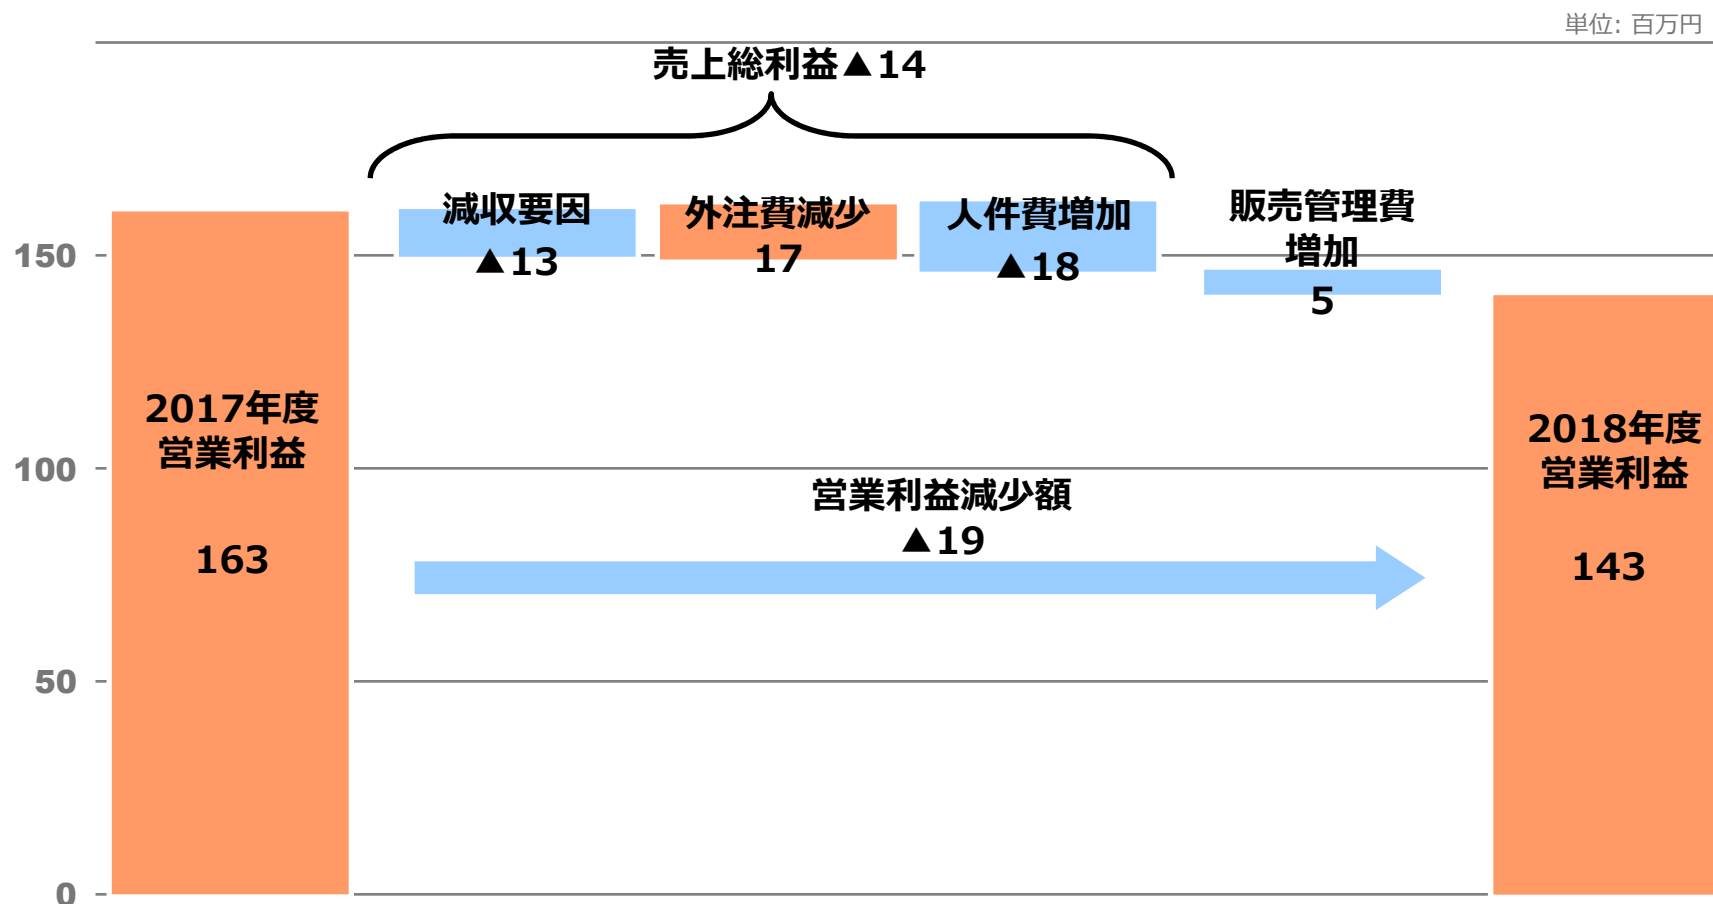 単位: 百万円
売上総利益▲14
減収要因
▲13
外注費減少
17
人件費増加
▲18
販売管理費
増加
5
150
100
50
0
2017年度
営業利益
163
営業利益減少額
▲19
2018年度
営業利益
143